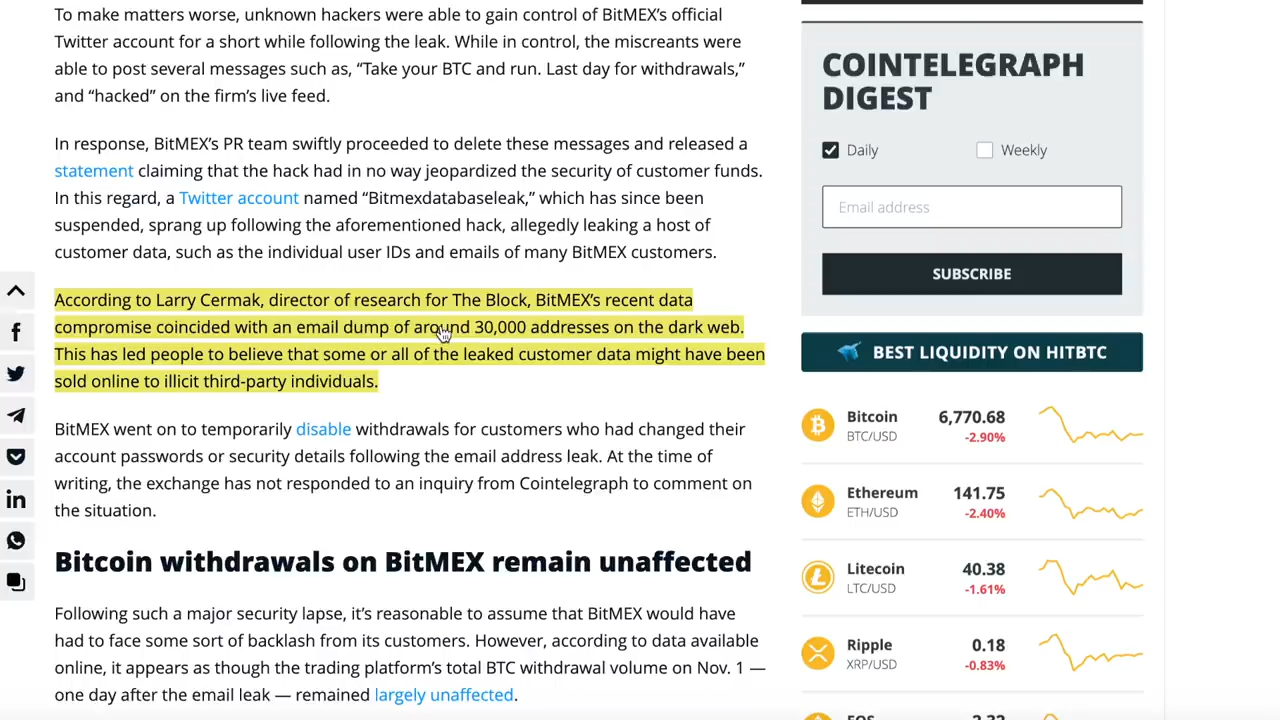 To make matters worse, unknown hackers were able to gain control of BitMEX’s official
Twitter account for a short while following the leak. While in control, the miscreants were
able to post several messages such as, “Take your BTC and run. Last day for withdrawals,”
and “hacked” on the firm’s live feed.
In response, BitMEX’s PR team swiftly proceeded to delete these messages and released a
statement claiming that the hack had in no way jeopardized the security of customer funds.
In this regard, a Twitter account named “Bitmexdatabaseleak,” which has since been
suspended, sprang up following the aforementioned hack, allegedly leaking a host of
customer data, such as the individual user IDs and emails of many BitMEX customers.
According to Larry Cermak, director of research for The Block, BitMEX’s recent data
compromise coincided with an email dump of around 30,000 addresses on the dark web.
This has led people to believe that some or all of the leaked customer data might have been
sold online to illicit third-party individuals.
BitMEX went on to temporarily disable withdrawals for customers who had changed their
account passwords or security details following the email address leak. At the time of
writing, the exchange has not responded to an inquiry from Cointelegraph to comment on
the situation.
Bitcoin withdrawals on BitMEX remain unaffected
Following such a major security lapse, it’s reasonable to assume that BitMEX would have
had to face some sort of backlash from its customers. However, according to data available
online, it appears as though the trading platform’s total BTC withdrawal volume on Nov. 1 —
one day after the email leak — remained largely unaffected.
COINTELEGRAPH
DIGEST
Daily
Weekly
Email address
SUBSCRIBE
BEST LIQUIDITY ON HITBTC
Bitcoin 6,770.68
BTC/USD -2.90%
Ethereum 141.75
ETH/USD -2.40%
Litecoin 40.38
LTC/USD -1.61%
Ripple 0.18
XRP/USD -0.83%